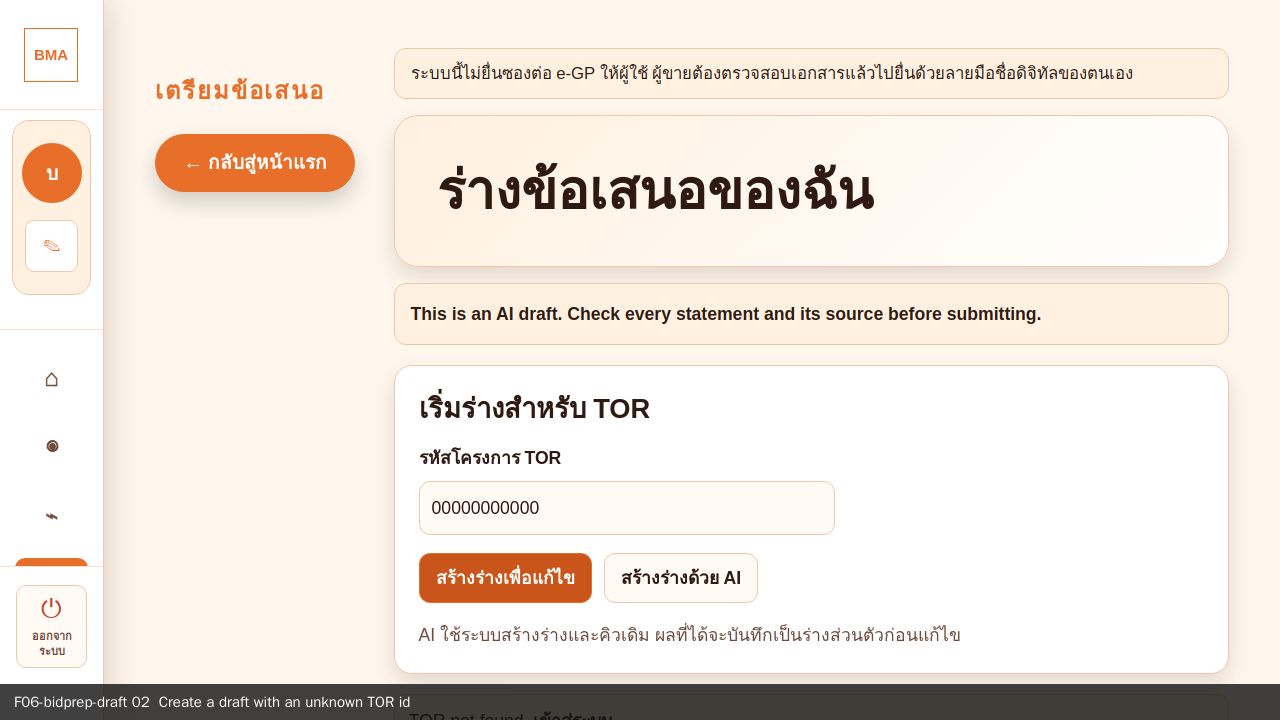 BMA
บ
เตรียมข้อเสนอ
← กลับสู่หน้าแรก
ออกจาก
ระบบ
ระบบนี้ไม่ยื่นซองต่อ e-GP ให้ผู้ใช้ ผู้ขายต้องตรวจสอบเอกสารแล้วไปยื่นด้วยลายมือชื่อดิจิทัลของตนเอง
ร่างข้อเสนอของฉัน
This is an AI draft. Check every statement and its source before submitting.
เริ่มร่างสำหรับ TOR
รหัสโครงการ TOR
00000000000
สร้างร่างเพื่อแก้ไข
สร้างร่างด้วย AI
AI ใช้ระบบสร้างร่างและคิวเดิม ผลที่ได้จะบันทึกเป็นร่างส่วนตัวก่อนแก้ไข
TOR not found. เข้าสู่ระบบ
F06-bidprep-draft 02 Create a draft with an unknown TOR id